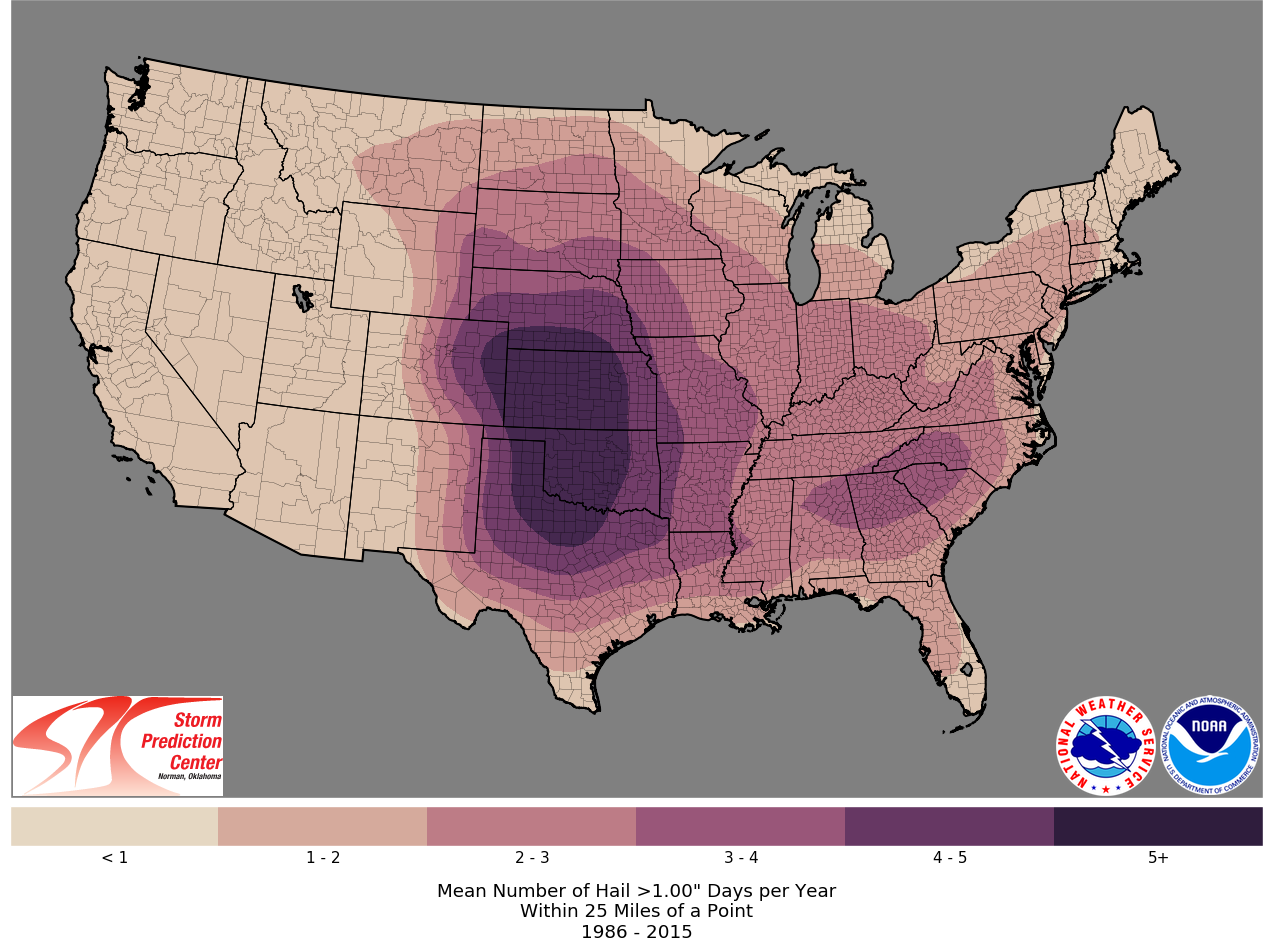 Storm
Prediction
Center
Norman, Oklahoma
NATIONAL WEATHER SERVICE
NATIONAL OCEANIC AND ATMOSPHERIC ADMINISTRATION
NOAA
U.S. DEPARTMENT OF COMMERCE
< 1
1 - 2
2 - 3
3 - 4
4 - 5
5+
Mean Number of Hail >1.00" Days per Year
Within 25 Miles of a Point
1986 - 2015